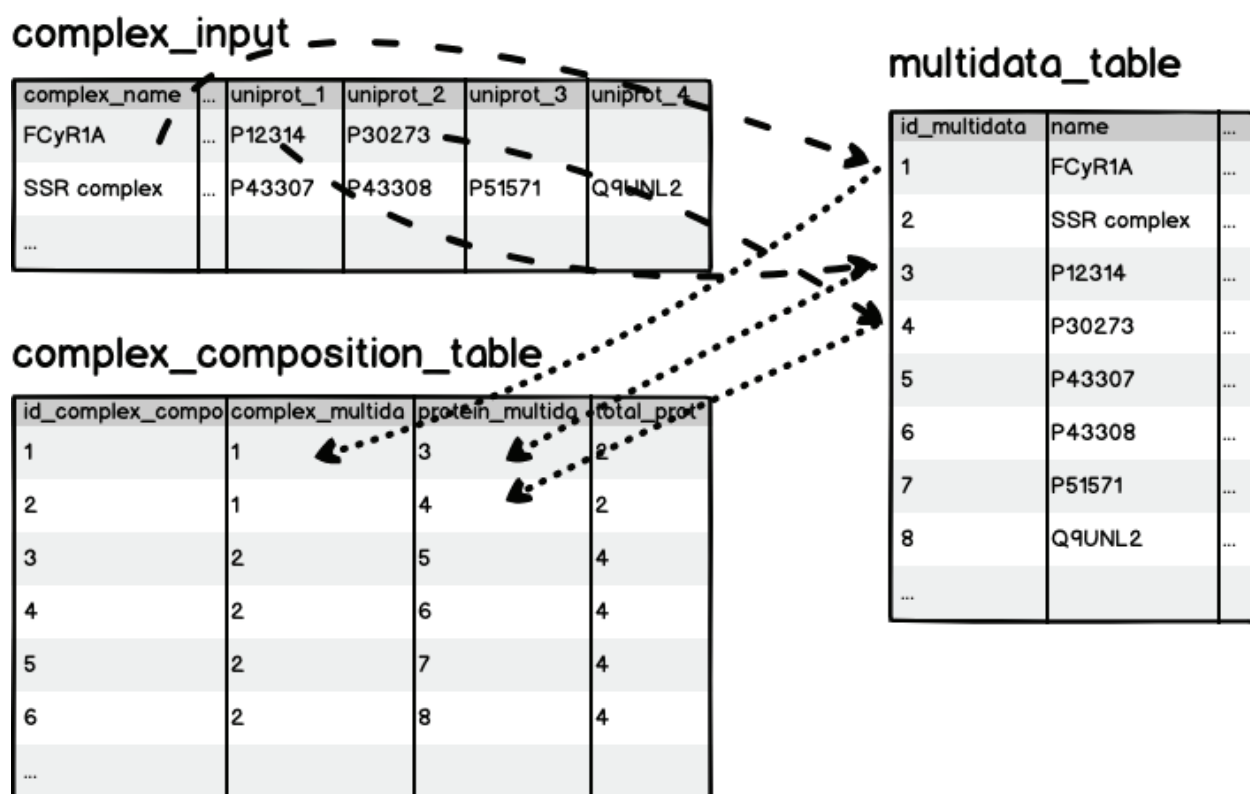 complex_input
complex_name ... uniprot_1 uniprot_2 uniprot_3 uniprot_4
FCyR1A ... P12314 P30273
SSR complex ... P43307 P43308 P51571 Q9UNL2
...
multidata_table
id_multidata name ...
1 FCyR1A ...
2 SSR complex ...
3 P12314 ...
4 P30273 ...
5 P43307 ...
6 P43308 ...
7 P51571 ...
8 Q9UNL2 ...
...
complex_composition_table
id_complex_compo complex_multida protein_multida total_prot
1 1 3 2
2 1 4 2
3 2 5 4
4 2 6 4
5 2 7 4
6 2 8 4
...